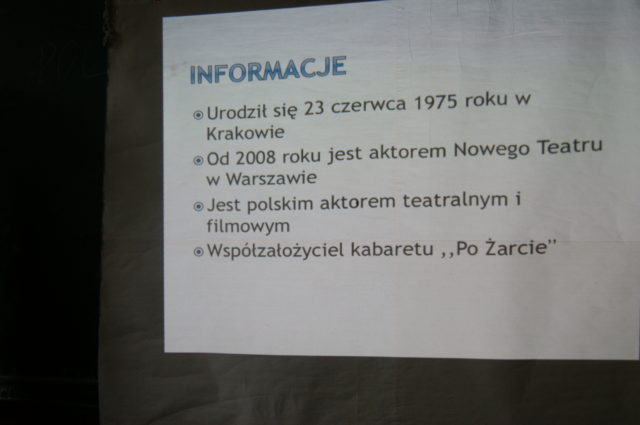 INFORMACJE
Urodził się 23 czerwca 1975 roku w
Krakowie
Od 2008 roku jest aktorem Nowego Teatru
w Warszawie
Jest polskim aktorem teatralnym i
filmowym
Współzałożyciel kabaretu ,,Po Żarcie”